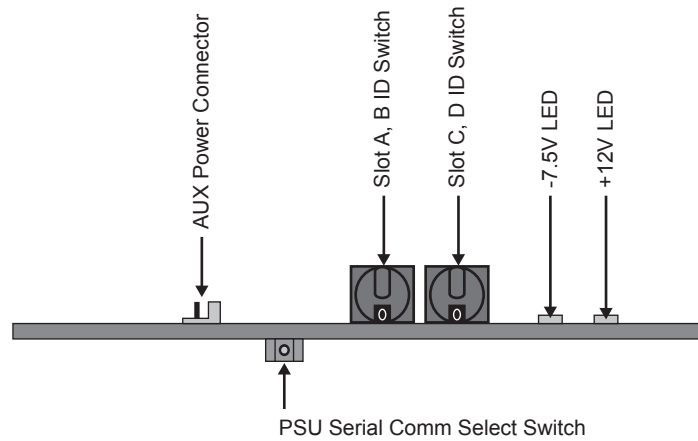 AUX Power Connector
Slot A, B ID Switch
Slot C, D ID Switch
-7.5V LED
+12V LED
0
0
PSU Serial Comm Select Switch